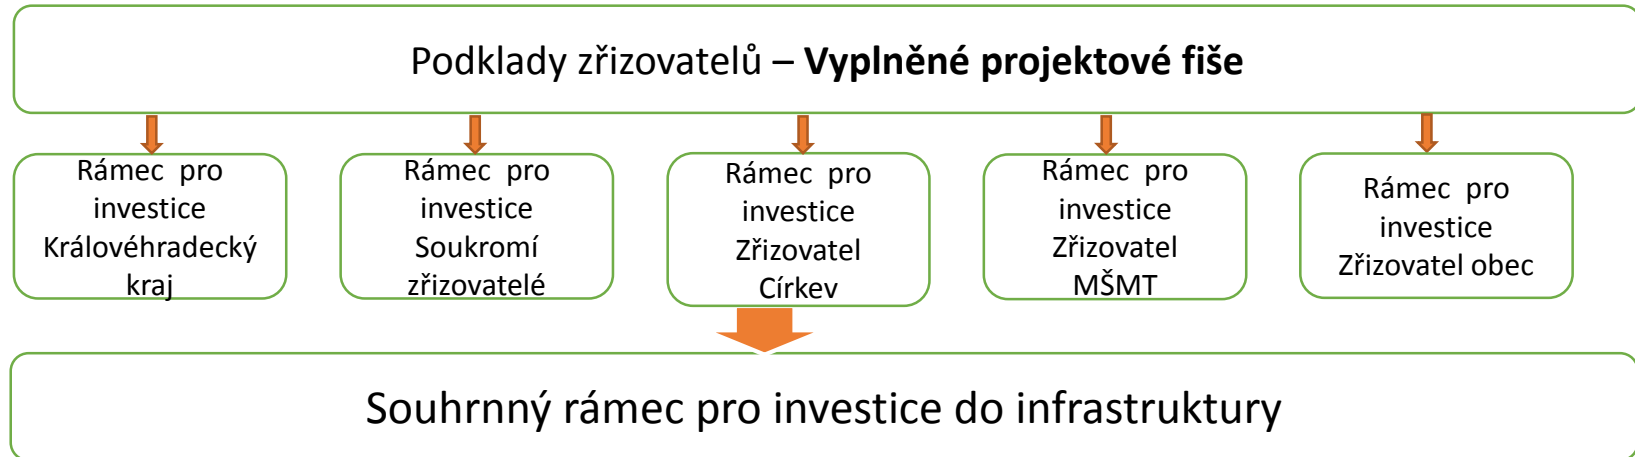 Podklady zřizovatelů – Vyplněné projektové fiše
Rámec pro
investice
Královéhradecký
kraj
Rámec pro
investice
Soukromí
zřizovatelé
Rámec pro
investice
Zřizovatel
Církev
Rámec pro
investice
Zřizovatel
MŠMT
Rámec pro
investice
Zřizovatel obec
Souhrnný rámec pro investice do infrastruktury